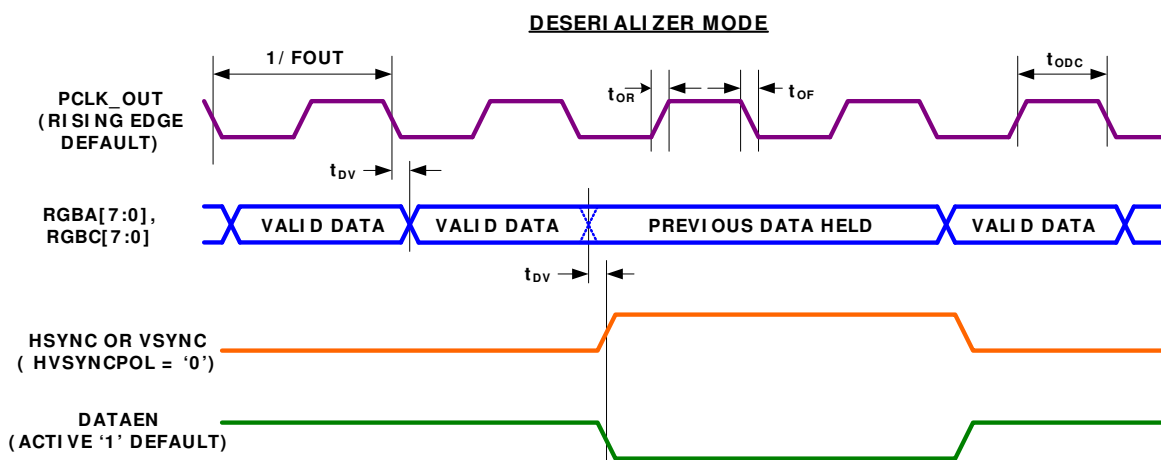 DESERIALIZER MODE
1/FOUT
PCLK_OUT
(RISING EDGE
DEFAULT)
tOR
tOF
tODC
tDV
RGBA[7:0],
RGBC[7:0]
VALID DATA
VALID DATA
PREVIOUS DATA HELD
VALID DATA
tDV
HSYNC OR VSYNC
( HVSYNCPOL = ‘0’)
DATAEN
(ACTIVE ‘1’ DEFAULT)